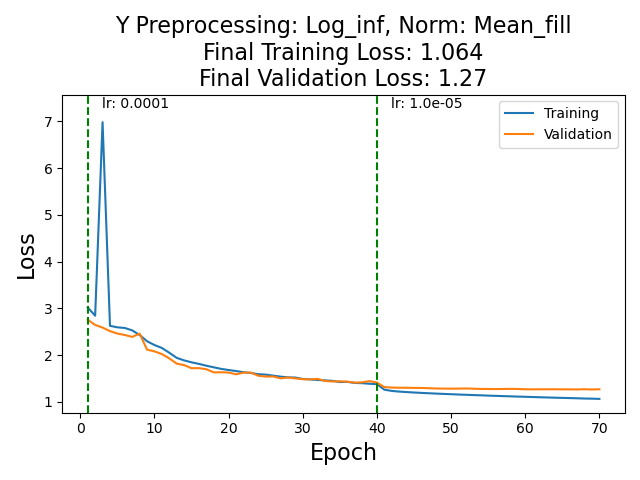 Y Preprocessing: Log_inf, Norm: Mean_fill
Final Training Loss: 1.064
Final Validation Loss: 1.27
lr: 0.0001
lr: 1.0e-05
Training
Validation
7
6
5
4
3
2
1
Loss
0 10 20 30 40 50 60 70
Epoch